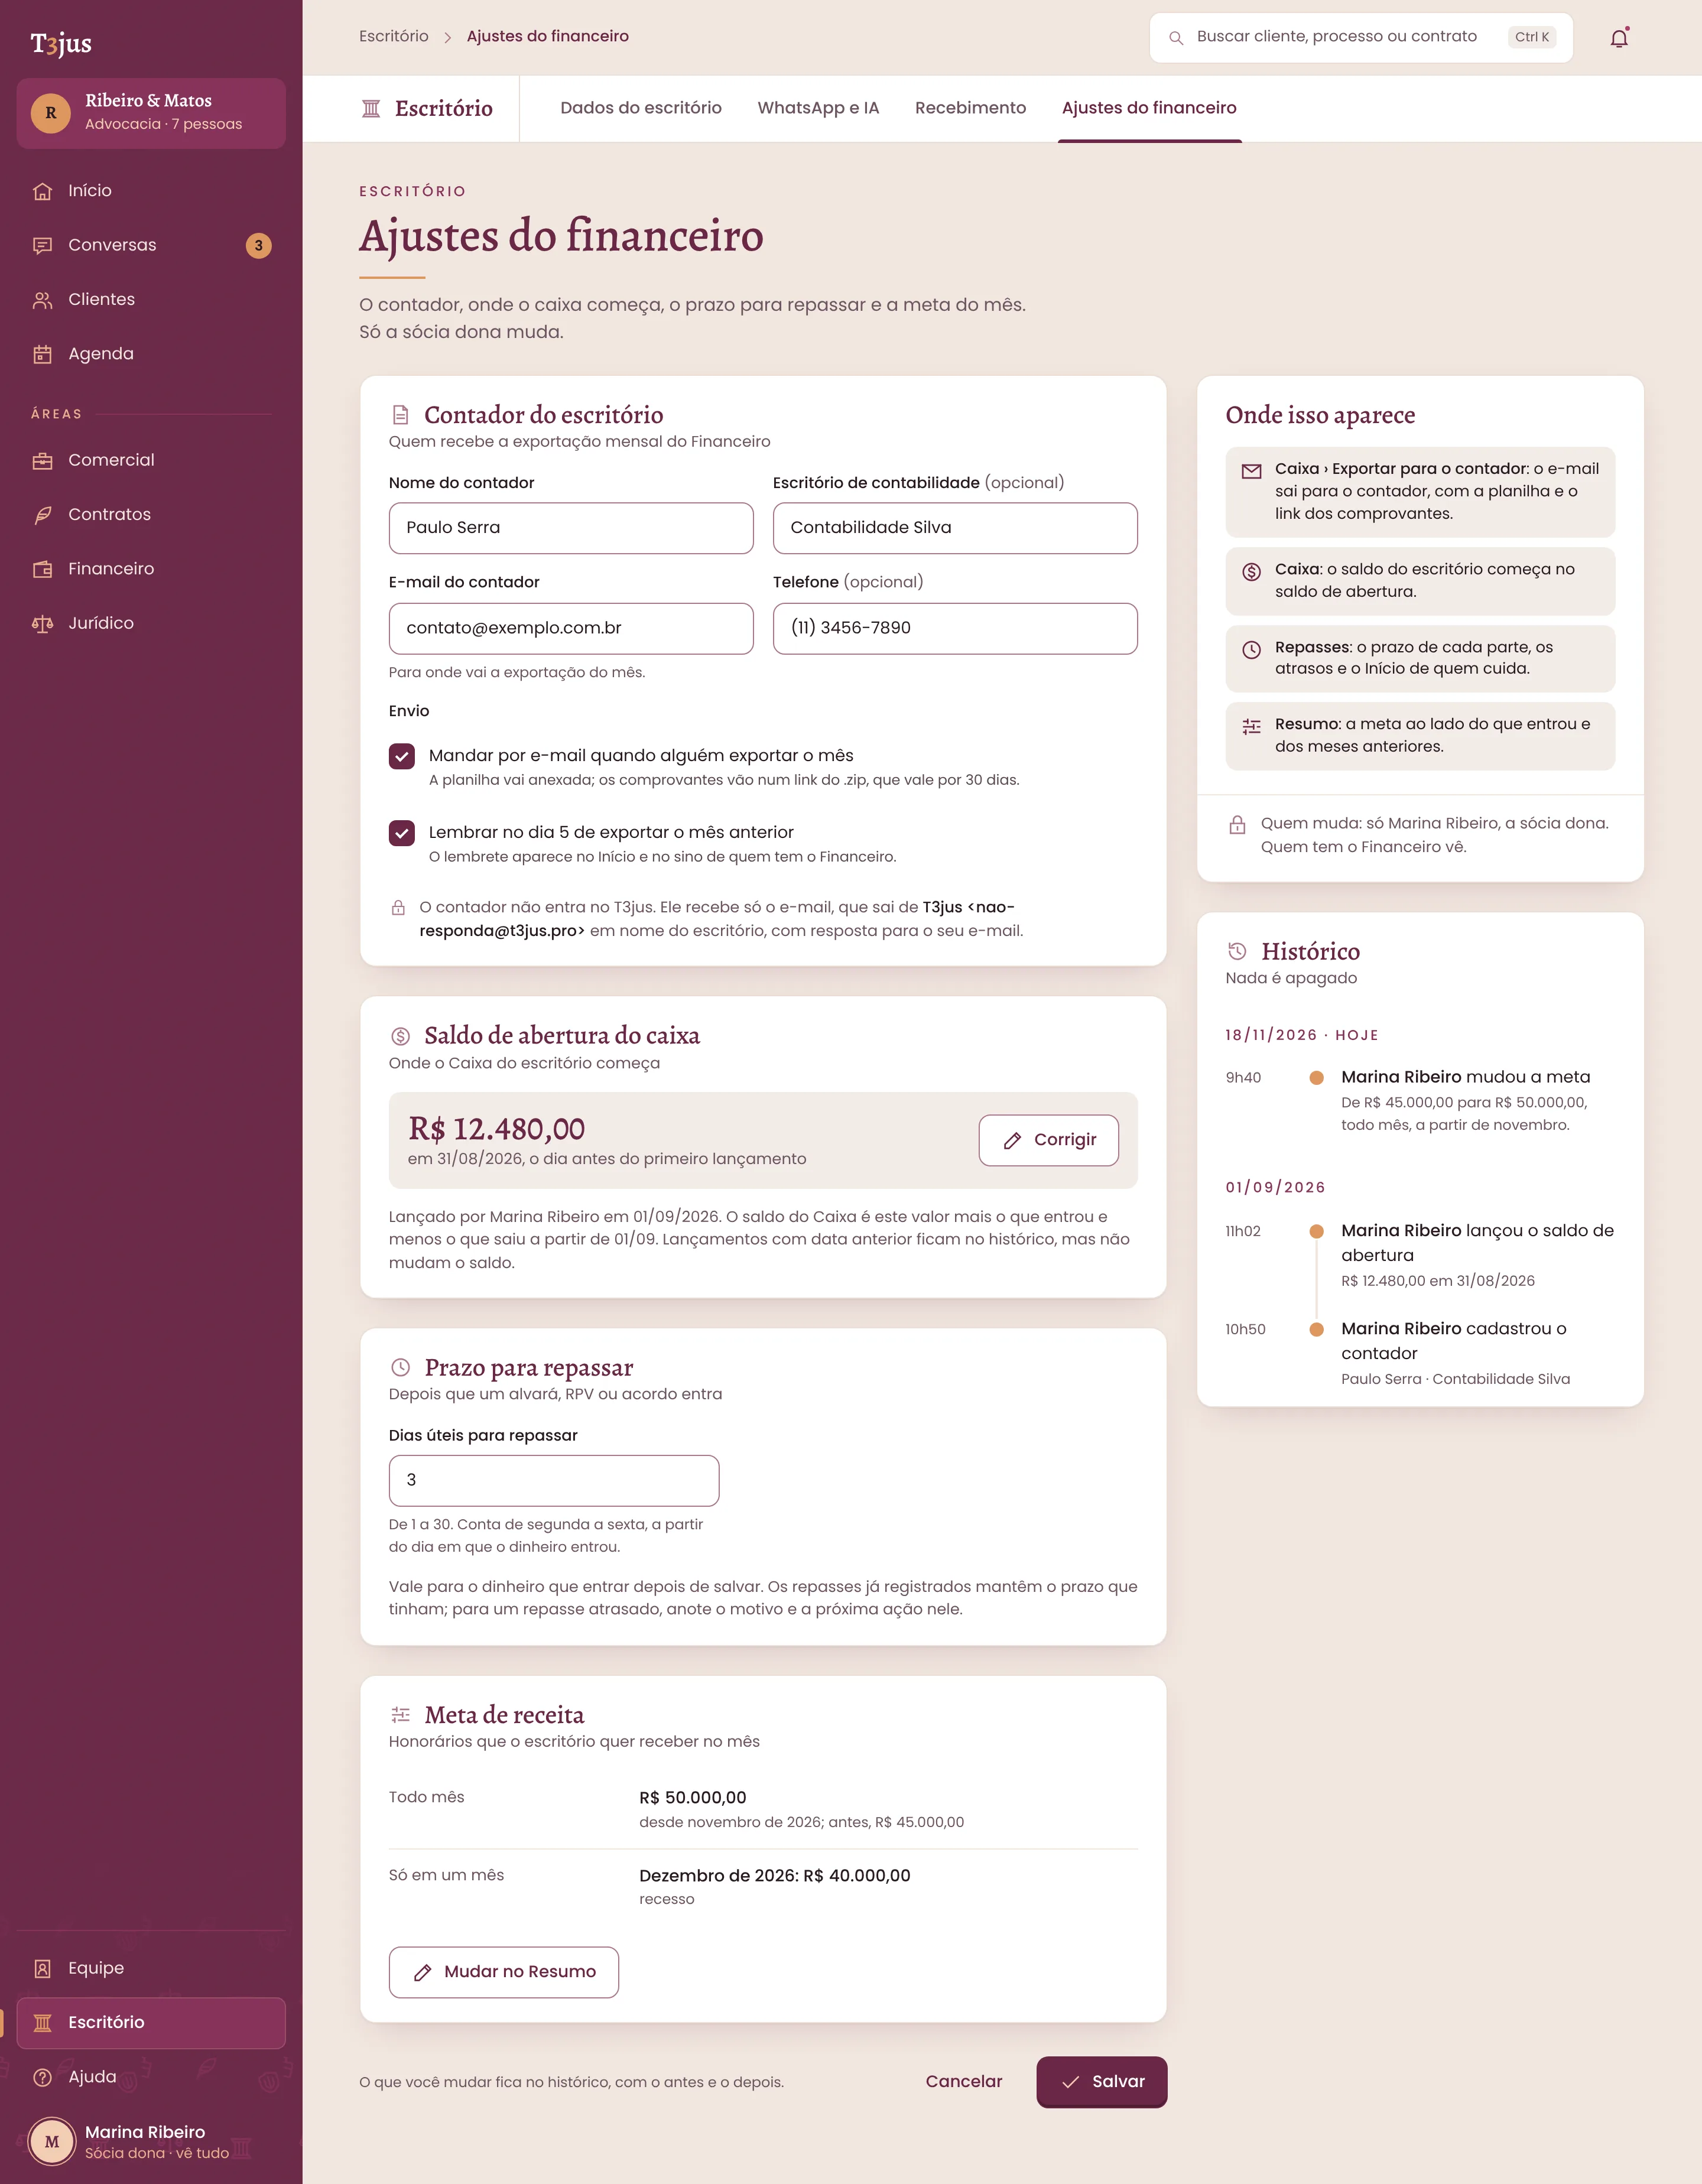 T3jus
R
Ribeiro & Matos
Advocacia · 7 pessoas
Início
Conversas
3
Clientes
Agenda
ÁREAS
Comercial
Contratos
Financeiro
Jurídico
Equipe
Escritório
Ajuda
M
Marina Ribeiro
Sócia dona · vê tudo
Escritório
Ajustes do financeiro
Buscar cliente, processo ou contrato
Ctrl K
Escritório
Dados do escritório
WhatsApp e IA
Recebimento
Ajustes do financeiro
ESCRITÓRIO
Ajustes do financeiro
O contador, onde o caixa começa, o prazo para repassar e a meta do mês.
Só a sócia dona muda.
Contador do escritório
Quem recebe a exportação mensal do Financeiro
Nome do contador
Paulo Serra
Escritório de contabilidade (opcional)
Contabilidade Silva
E-mail do contador
contato@exemplo.com.br
Para onde vai a exportação do mês.
Telefone (opcional)
(11) 3456-7890
Envio
Mandar por e-mail quando alguém exportar o mês
A planilha vai anexada; os comprovantes vão num link do .zip, que vale por 30 dias.
Lembrar no dia 5 de exportar o mês anterior
O lembrete aparece no Início e no sino de quem tem o Financeiro.
O contador não entra no T3jus. Ele recebe só o e-mail, que sai de T3jus <nao-
responda@t3jus.pro> em nome do escritório, com resposta para o seu e-mail.
Saldo de abertura do caixa
Onde o Caixa do escritório começa
R$ 12.480,00
em 31/08/2026, o dia antes do primeiro lançamento
Corrigir
Lançado por Marina Ribeiro em 01/09/2026. O saldo do Caixa é este valor mais o que entrou e
menos o que saiu a partir de 01/09. Lançamentos com data anterior ficam no histórico, mas não
mudam o saldo.
Prazo para repassar
Depois que um alvará, RPV ou acordo entra
Dias úteis para repassar
3
De 1 a 30. Conta de segunda a sexta, a partir
do dia em que o dinheiro entrou.
Vale para o dinheiro que entrar depois de salvar. Os repasses já registrados mantêm o prazo que
tinham; para um repasse atrasado, anote o motivo e a próxima ação nele.
Meta de receita
Honorários que o escritório quer receber no mês
Todo mês
R$ 50.000,00
desde novembro de 2026; antes, R$ 45.000,00
Só em um mês
Dezembro de 2026: R$ 40.000,00
recesso
Mudar no Resumo
O que você mudar fica no histórico, com o antes e o depois.
Cancelar
Salvar
Onde isso aparece
Caixa › Exportar para o contador: o e-mail
sai para o contador, com a planilha e o
link dos comprovantes.
Caixa: o saldo do escritório começa no
saldo de abertura.
Repasses: o prazo de cada parte, os
atrasos e o Início de quem cuida.
Resumo: a meta ao lado do que entrou e
dos meses anteriores.
Quem muda: só Marina Ribeiro, a sócia dona.
Quem tem o Financeiro vê.
Histórico
Nada é apagado
18/11/2026 · HOJE
9h40
Marina Ribeiro mudou a meta
De R$ 45.000,00 para R$ 50.000,00,
todo mês, a partir de novembro.
01/09/2026
11h02
Marina Ribeiro lançou o saldo de
abertura
R$ 12.480,00 em 31/08/2026
10h50
Marina Ribeiro cadastrou o
contador
Paulo Serra · Contabilidade Silva